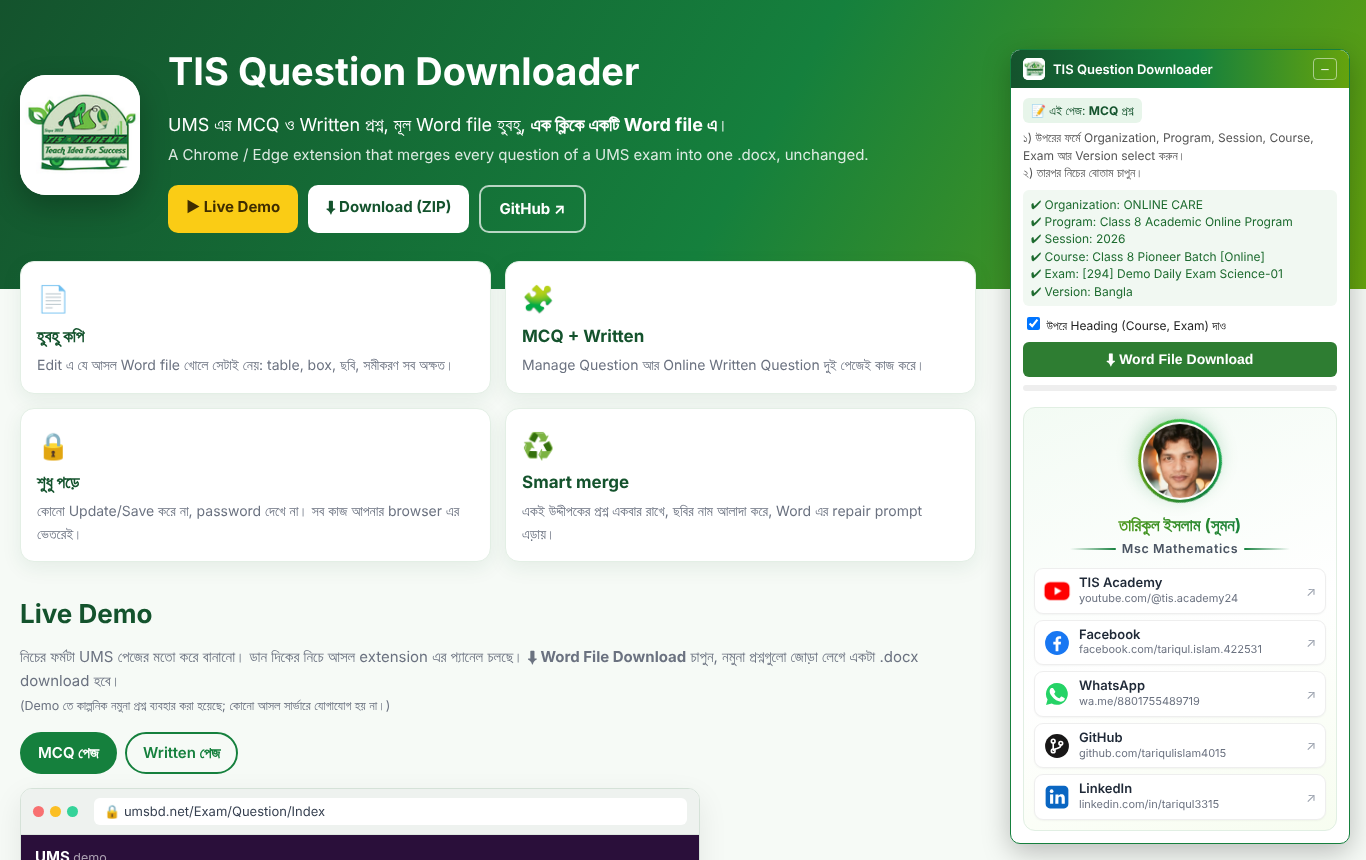 TIS Question Downloader
UMS এর MCQ ও Written প্রশ্ন, মূল Word file হুবহু, এক ক্লিকে একটি Word file এ।
A Chrome / Edge extension that merges every question of a UMS exam into one .docx, unchanged.
▶ Live Demo
⬇ Download (ZIP)
GitHub ↗
Teach Idea For Success
হুবহু কপি
Edit এ যে আসল Word file খোলে সেটাই নেয়: table, box, ছবি, সমীকরণ সব অক্ষত।
MCQ + Written
Manage Question আর Online Written Question দুই পেজেই কাজ করে।
শুধু পড়ে
কোনো Update/Save করে না, password দেখে না। সব কাজ আপনার browser এর
ভেতরেই।
Smart merge
একই উদ্দীপকের প্রশ্ন একবার রাখে, ছবির নাম আলাদা করে, Word এর repair prompt
এড়ায়।
Live Demo
নিচের ফর্মটা UMS পেজের মতো করে বানানো। ডান দিকের নিচে আসল extension এর প্যানেল চলছে। ⬇ Word File Download চাপুন, নমুনা প্রশ্নগুলো জোড়া লেগে একটা .docx
download হবে।
(Demo তে কাল্পনিক নমুনা প্রশ্ন ব্যবহার করা হয়েছে; কোনো আসল সার্ভারে যোগাযোগ হয় না।)
MCQ পেজ
Written পেজ
umsbd.net/Exam/Question/Index
UMS demo
TIS Question Downloader
–
📝 এই পেজ: MCQ প্রশ্ন
১) উপরের ফর্মে Organization, Program, Session, Course,
Exam আর Version select করুন।
২) তারপর নিচের বোতাম চাপুন।
✔ Organization: ONLINE CARE
✔ Program: Class 8 Academic Online Program
✔ Session: 2026
✔ Course: Class 8 Pioneer Batch [Online]
✔ Exam: [294] Demo Daily Exam Science-01
✔ Version: Bangla
উপরে Heading (Course, Exam) দাও
⬇ Word File Download
তারিকুল ইসলাম (সুমন)
Msc Mathematics
TIS Academy
youtube.com/@tis.academy24
↗
Facebook
facebook.com/tariqul.islam.422531
↗
WhatsApp
wa.me/8801755489719
↗
GitHub
github.com/tariqulislam4015
↗
LinkedIn
linkedin.com/in/tariqul3315
↗